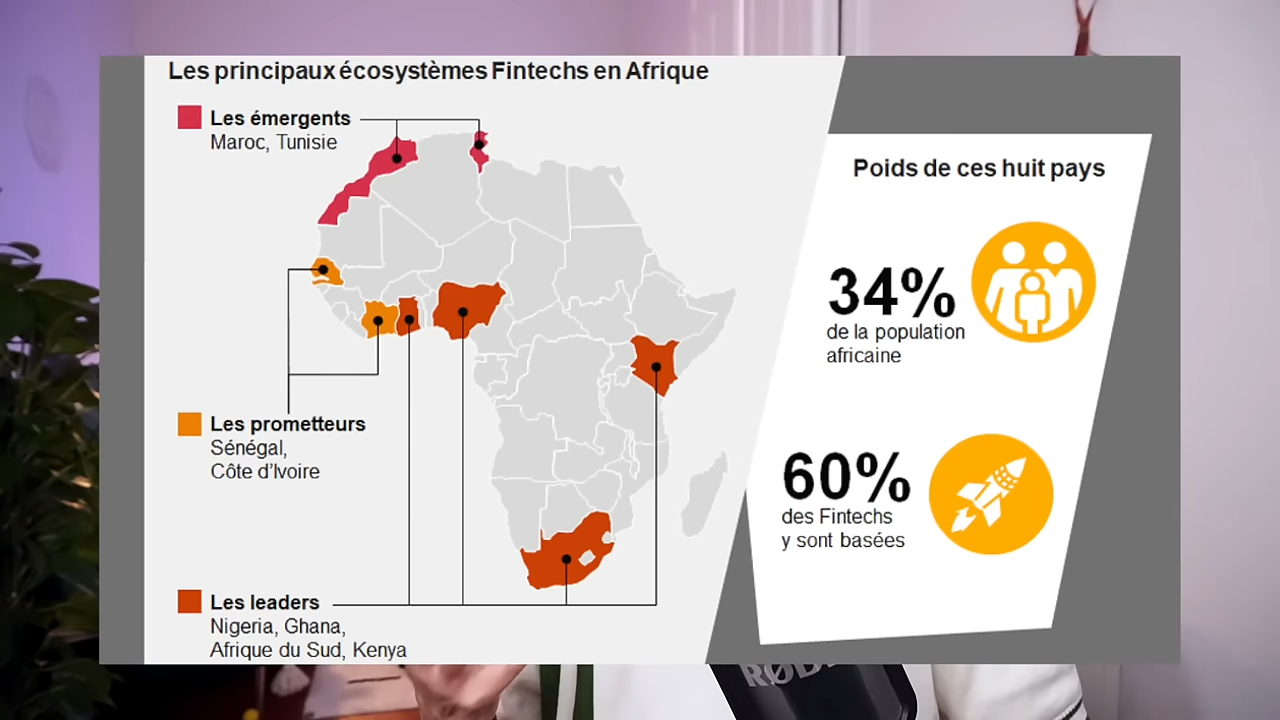 Les principaux écosystèmes Fintechs en Afrique
Les émergents
Maroc, Tunisie
Les prometteurs
Sénégal,
Côte d'Ivoire
Les leaders
Nigeria, Ghana,
Afrique du Sud, Kenya
Poids de ces huit pays
34%
de la population
africaine
60%
des Fintechs
y sont basées
RØDE